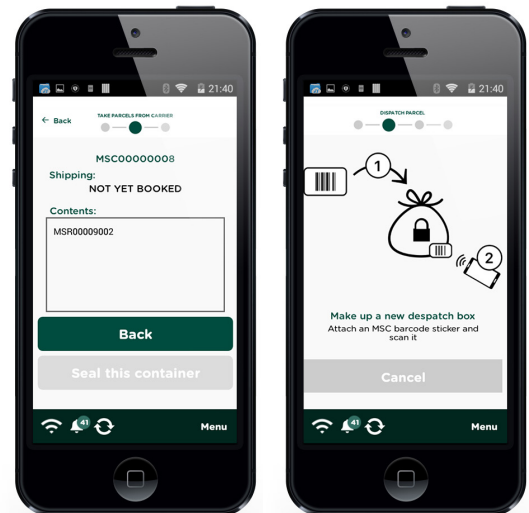 21:40
← Back
TAKE PARCELS FROM CARRIER
MSC00000008
Shipping:
NOT YET BOOKED
Contents:
MSR00009002
Back
Seal this container
41
Menu
21:40
DISPATCH PARCEL
1
2
Make up a new despatch box
Attach an MSC barcode sticker and
scan it
Cancel
41
Menu